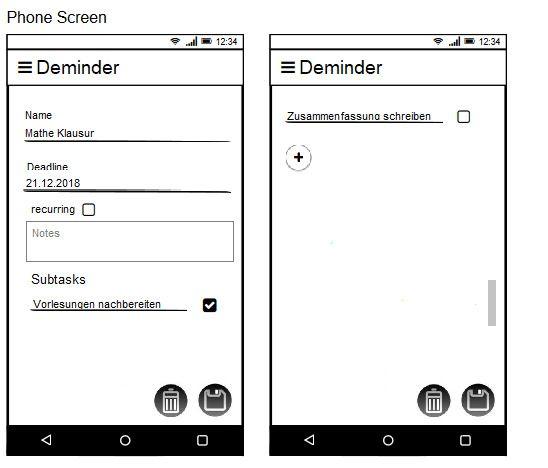 Phone Screen
12:34
Deminder
Name
Mathe Klausur
Deadline
21.12.2018
recurring
Notes
Subtasks
Vorlesungen nachbereiten
12:34
Deminder
Zusammenfassung schreiben